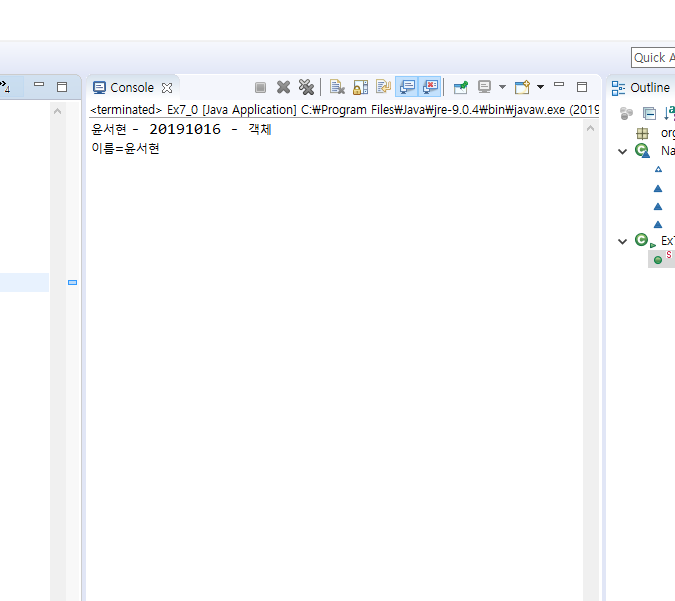 Quick A
Console
Outline
<terminated> Ex7_0 [Java Application] C:₩Program Files₩Java₩jre-9.0.4₩bin₩javaw.exe (2019
윤서현 - 20191016 - 객체
이름=윤서현
org
Na
Ex7
S